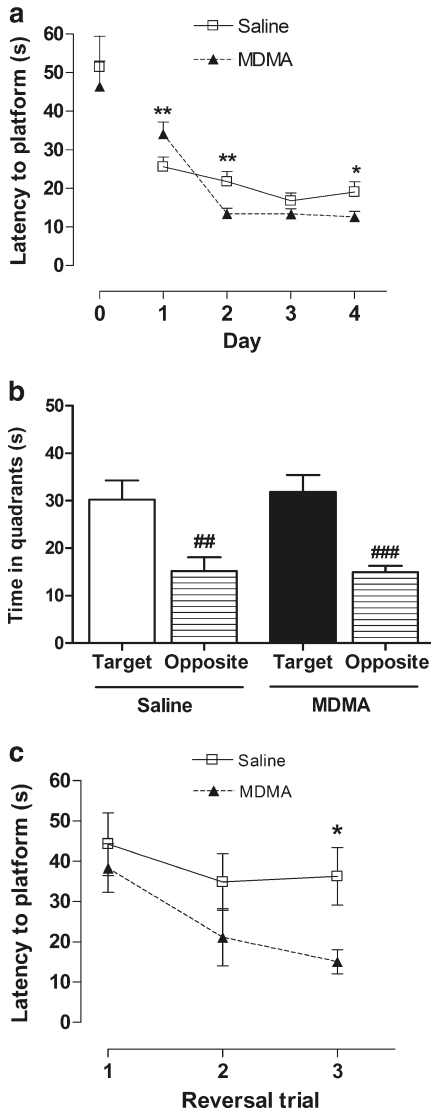 a
Saline
MDMA
Latency to platform (s)
60
50
40
30
20
10
0
**
**
*
0 1 2 3 4
Day
b
Time in quadrants (s)
50
40
30
20
10
0
##
###
Target Opposite Target Opposite
Saline MDMA
c
Saline
MDMA
Latency to platform (s)
60
50
40
30
20
10
0
*
1 2 3
Reversal trial